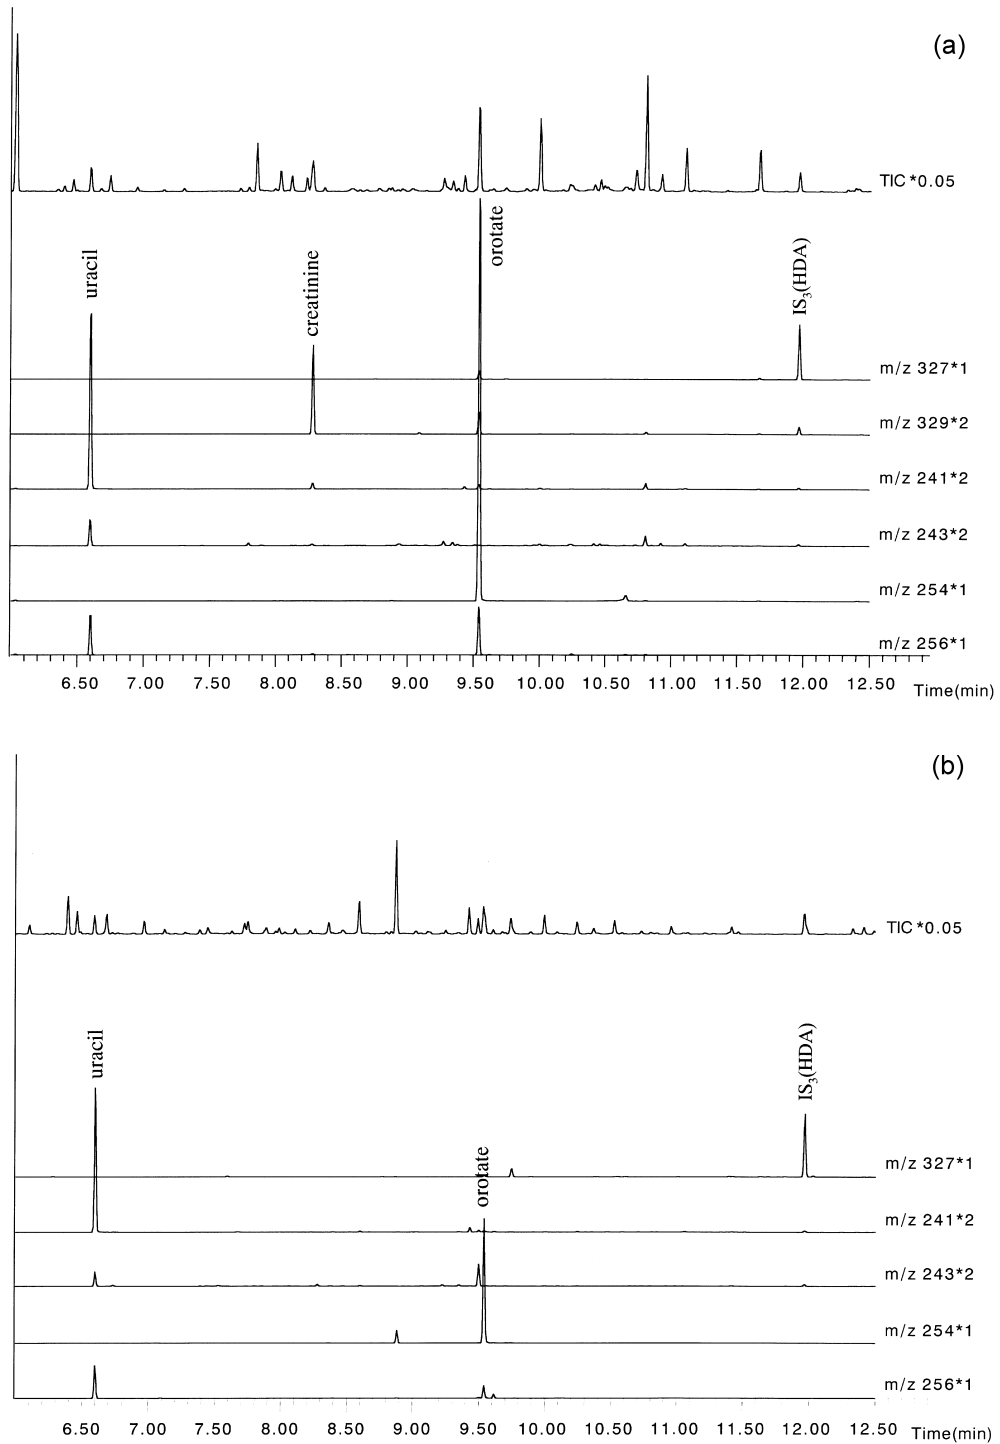 (a)
TIC *0.05
orotate
uracil
creatinine
IS3(HDA)
m/z 327*1
m/z 329*2
m/z 241*2
m/z 243*2
m/z 254*1
m/z 256*1
6.50 7.00 7.50 8.00 8.50 9.00 9.50 10.00 10.50 11.00 11.50 12.00 12.50 Time(min)
(b)
TIC *0.05
uracil
IS3(HDA)
orotate
m/z 327*1
m/z 241*2
m/z 243*2
m/z 254*1
m/z 256*1
6.50 7.00 7.50 8.00 8.50 9.00 9.50 10.00 10.50 11.00 11.50 12.00 12.50 Time(min)